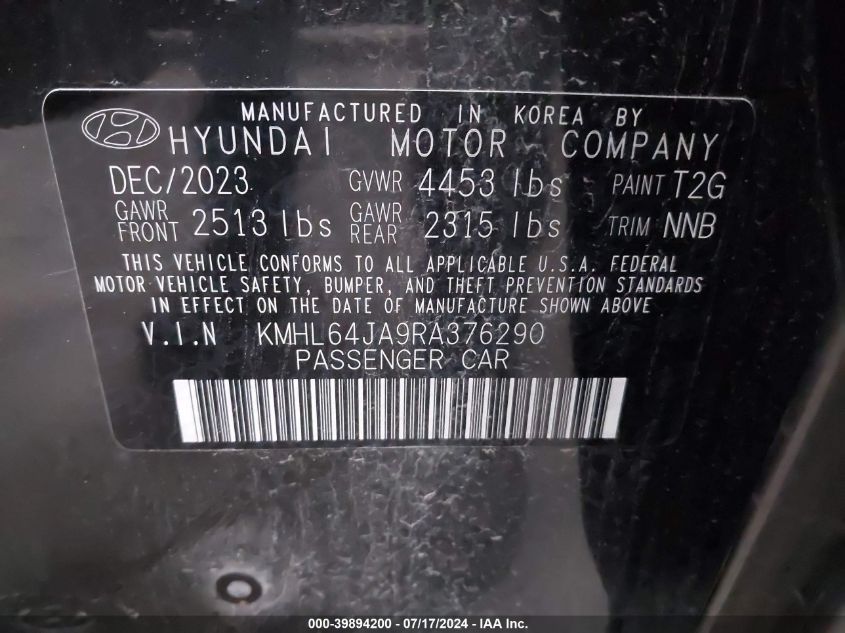 MANUFACTURED IN KOREA BY
HYUNDAI MOTOR COMPANY
DEC/2023 GVWR 4453 lbs PAINT T2G
GAWR FRONT 2513 lbs GAWR REAR 2315 lbs TRIM NNB
THIS VEHICLE CONFORMS TO ALL APPLICABLE U.S.A. FEDERAL
MOTOR VEHICLE SAFETY, BUMPER, AND THEFT PREVENTION STANDARDS
IN EFFECT ON THE DATE OF MANUFACTURE SHOWN ABOVE
V.I.N KMHL64JA9RA376290
PASSENGER CAR
000-39894200 - 07/17/2024 - IAA Inc.